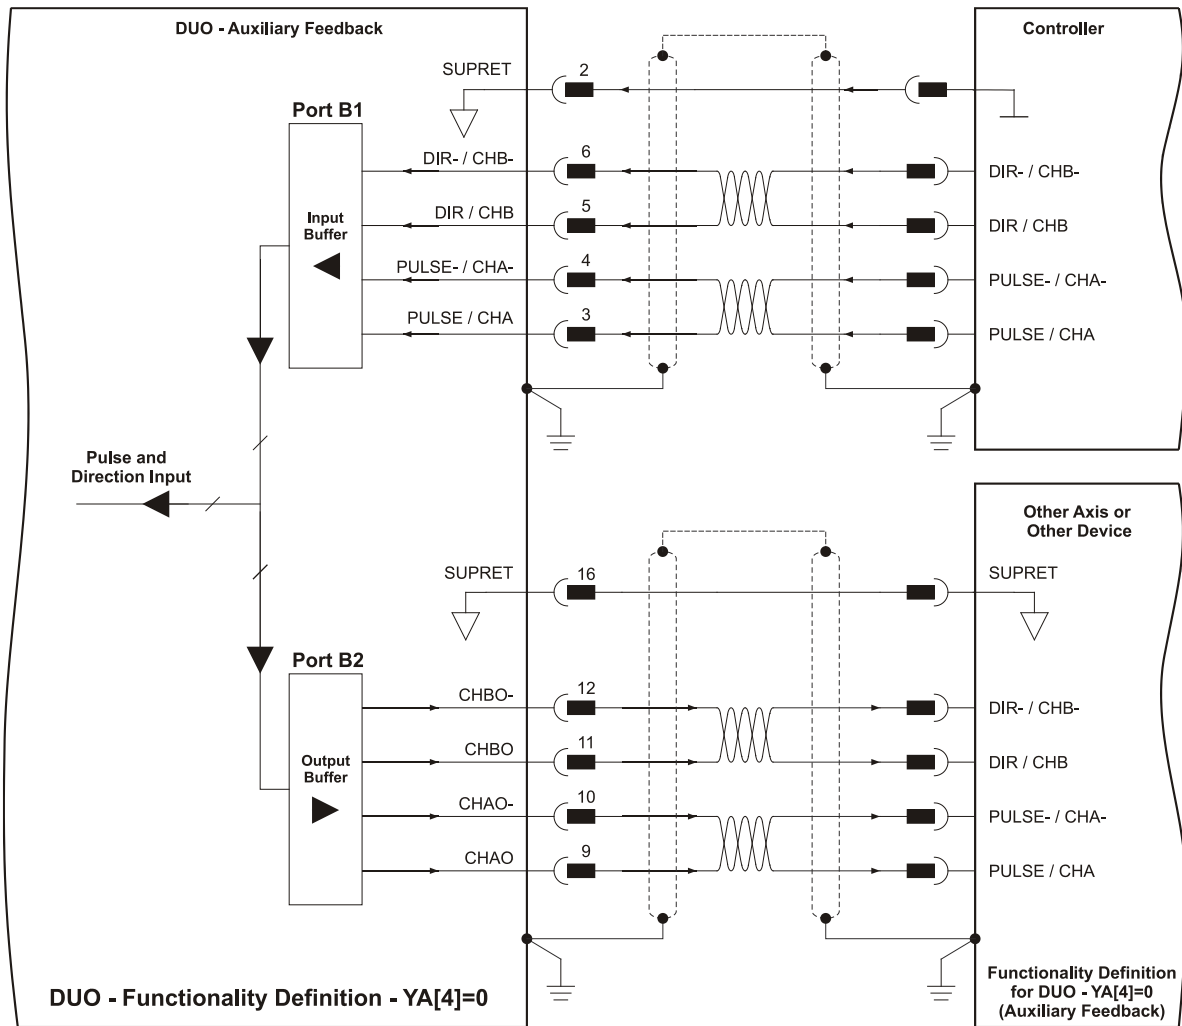 DUO - Auxiliary Feedback
Controller
SUPRET
2
Port B1
DIR- / CHB-
6
DIR- / CHB-
Input
Buffer
DIR / CHB
5
DIR / CHB
PULSE- / CHA-
4
PULSE- / CHA-
PULSE / CHA
3
PULSE / CHA
Pulse and
Direction Input
Other Axis or
Other Device
SUPRET
16
SUPRET
Port B2
CHBO-
12
DIR- / CHB-
Output
Buffer
CHBO
11
DIR / CHB
CHAO-
10
PULSE- / CHA-
CHAO
9
PULSE / CHA
DUO - Functionality Definition - YA[4]=0
Functionality Definition
for DUO - YA[4]=0
(Auxiliary Feedback)